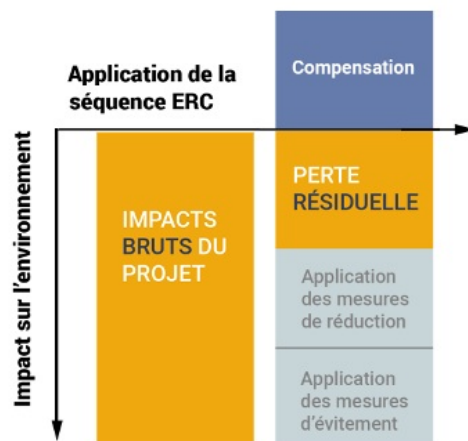 Compensation
Application de la
séquence ERC
Impact sur l'environnement
IMPACTS
BRUTS DU
PROJET
PERTE
RÉSIDUELLE
Application
des mesures
de réduction
Application
des mesures
d'évitement